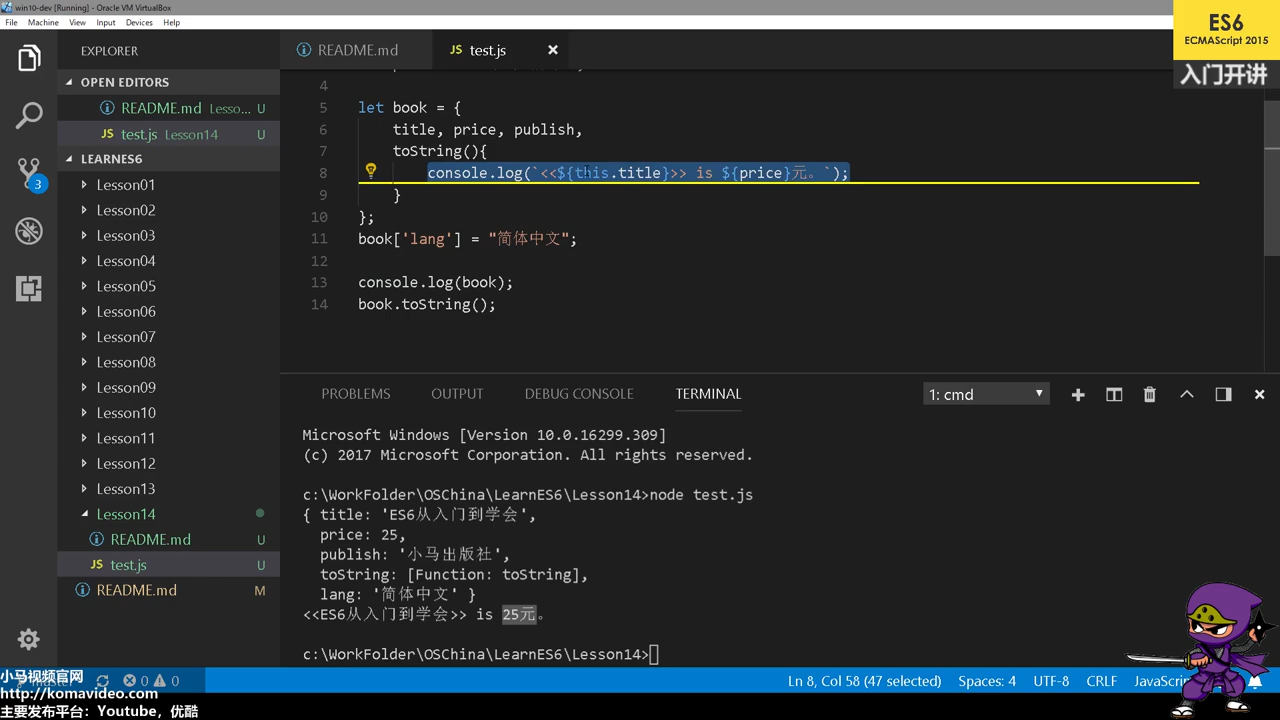 win10-dev [Running] - Oracle VM VirtualBox
File Machine View Input Devices Help
ES6
ECMAScript 2015
入门开讲
EXPLORER
README.md
JS test.js
OPEN EDITORS
README.md Lesso... U
JS test.js Lesson14 U
LEARNES6
Lesson01
Lesson02
Lesson03
Lesson04
Lesson05
Lesson06
Lesson07
Lesson08
Lesson09
Lesson10
Lesson11
Lesson12
Lesson13
Lesson14
README.md U
JS test.js U
README.md M
3
4
5 let book = {
6 title, price, publish,
7 toString(){
8 console.log(`<<${this.title}>> is ${price}元。`);
9 }
10 };
11 book['lang'] = "简体中文";
12
13 console.log(book);
14 book.toString();
PROBLEMS OUTPUT DEBUG CONSOLE TERMINAL 1: cmd
Microsoft Windows [Version 10.0.16299.309]
(c) 2017 Microsoft Corporation. All rights reserved.
c:\WorkFolder\OSChina\LearnES6\Lesson14>node test.js
{ title: 'ES6从入门到学会',
price: 25,
publish: '小马出版社',
toString: [Function: toString],
lang: '简体中文' }
<<ES6从入门到学会>> is 25元。
c:\WorkFolder\OSChina\LearnES6\Lesson14>
小马视频官网
http://komavideo.com
主要发布平台：Youtube，优酷
0 0
Ln 8, Col 58 (47 selected) Spaces: 4 UTF-8 CRLF JavaScri